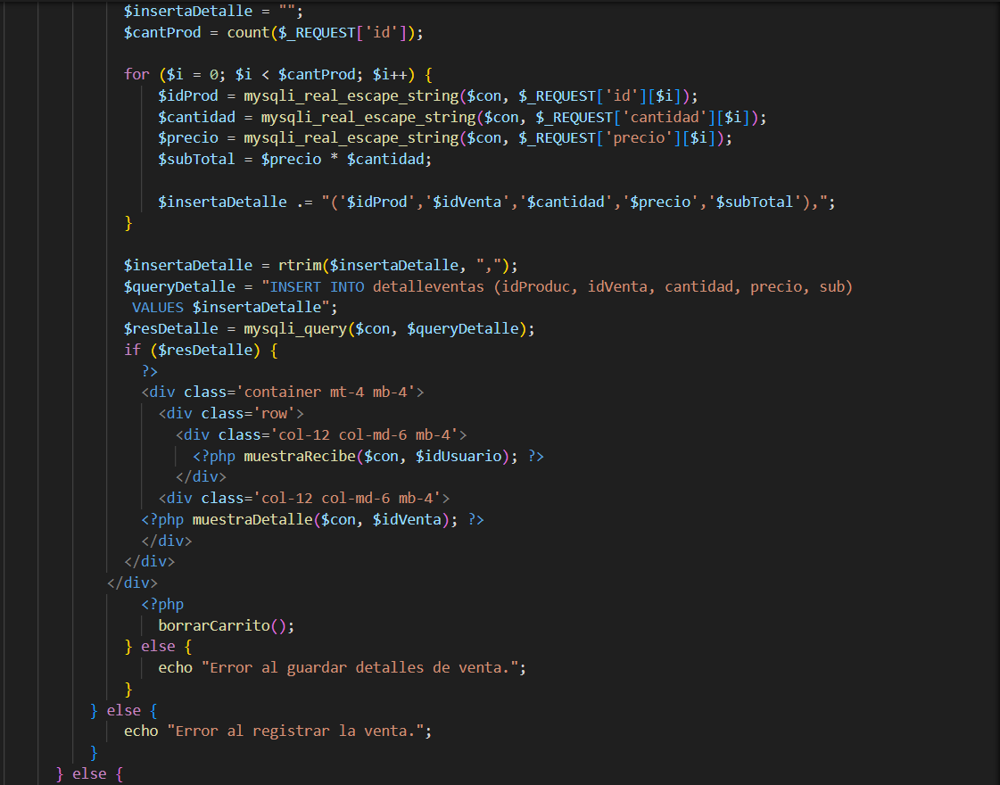 $insertaDetalle = "";
$cantProd = count($_REQUEST['id']);
for ($i = 0; $i < $cantProd; $i++) {
$idProd = mysqli_real_escape_string($con, $_REQUEST['id'][$i]);
$cantidad = mysqli_real_escape_string($con, $_REQUEST['cantidad'][$i]);
$precio = mysqli_real_escape_string($con, $_REQUEST['precio'][$i]);
$subTotal = $precio * $cantidad;
$insertaDetalle .= "('$idProd','$idVenta','$cantidad','$precio','$subTotal'),";
}
$insertaDetalle = rtrim($insertaDetalle, ",");
$queryDetalle = "INSERT INTO detalleventas (idProduc, idVenta, cantidad, precio, sub)
VALUES $insertaDetalle";
$resDetalle = mysqli_query($con, $queryDetalle);
if ($resDetalle) {
?>
<div class='container mt-4 mb-4'>
<div class='row'>
<div class='col-12 col-md-6 mb-4'>
<?php muestraRecibe($con, $idUsuario); ?>
</div>
<div class='col-12 col-md-6 mb-4'>
<?php muestraDetalle($con, $idVenta); ?>
</div>
</div>
</div>
<?php
borrarCarrito();
} else {
echo "Error al guardar detalles de venta.";
}
} else {
echo "Error al registrar la venta.";
}
} else {